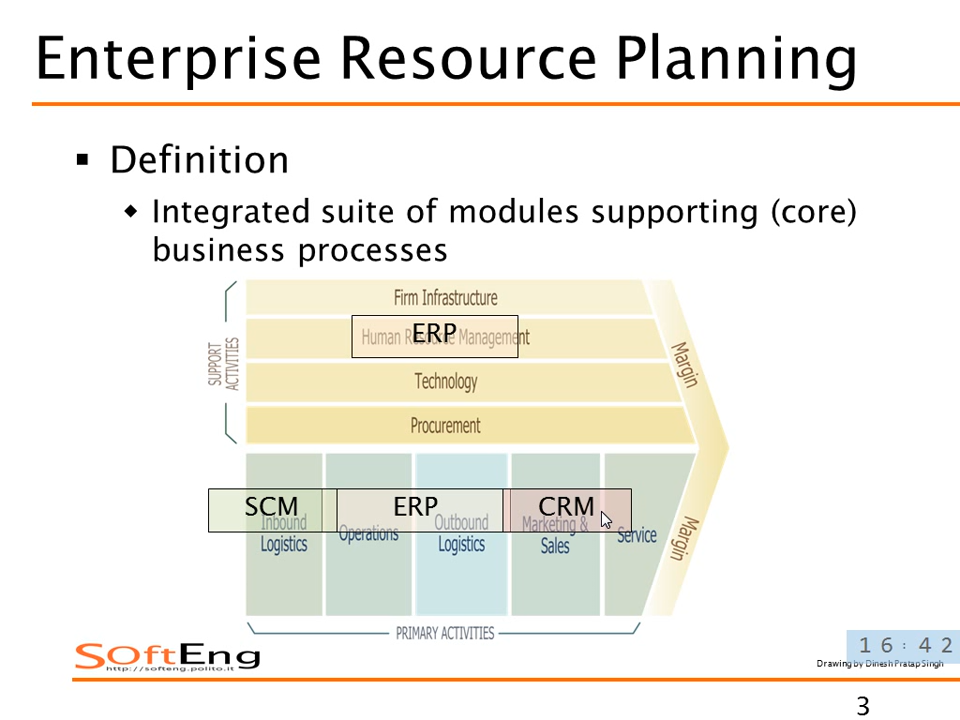 Enterprise Resource Planning
Definition
Integrated suite of modules supporting (core)
business processes
SUPPORT
ACTIVITIES
Firm Infrastructure
ERP
Human Resource Management
Technology
Procurement
Margin
SCM
ERP
CRM
Inbound
Logistics
Operations
Outbound
Logistics
Marketing &
Sales
Service
Margin
PRIMARY ACTIVITIES
SOftEng
http://softeng.polito.it
16:42
Drawing by Dinesh Pratap Singh
3